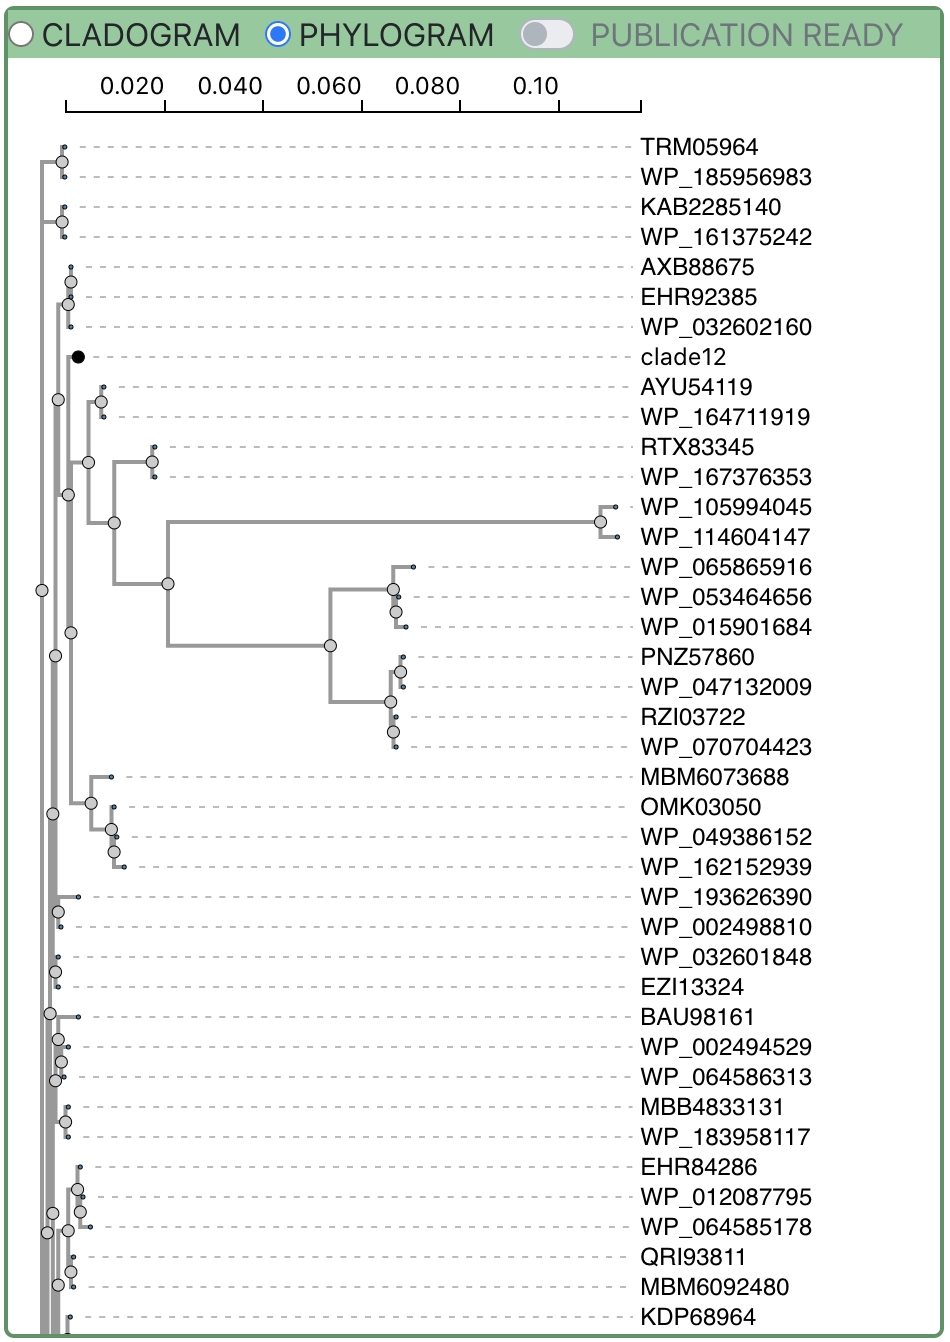 CLADOGRAM PHYLOGRAM PUBLICATION READY
0.020 0.040 0.060 0.080 0.10
TRM05964
WP_185956983
KAB2285140
WP_161375242
AXB88675
EHR92385
WP_032602160
clade12
AYU54119
WP_164711919
RTX83345
WP_167376353
WP_105994045
WP_114604147
WP_065865916
WP_053464656
WP_015901684
PNZ57860
WP_047132009
RZI03722
WP_070704423
MBM6073688
OMK03050
WP_049386152
WP_162152939
WP_193626390
WP_002498810
WP_032601848
EZI13324
BAU98161
WP_002494529
WP_064586313
MBB4833131
WP_183958117
EHR84286
WP_012087795
WP_064585178
QRI93811
MBM6092480
KDP68964